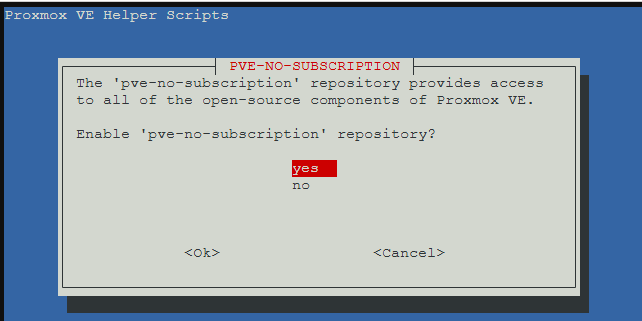 Proxmox VE Helper Scripts
PVE-NO-SUBSCRIPTION
The 'pve-no-subscription' repository provides access
to all of the open-source components of Proxmox VE.
Enable 'pve-no-subscription' repository?
yes
no
<Ok> <Cancel>